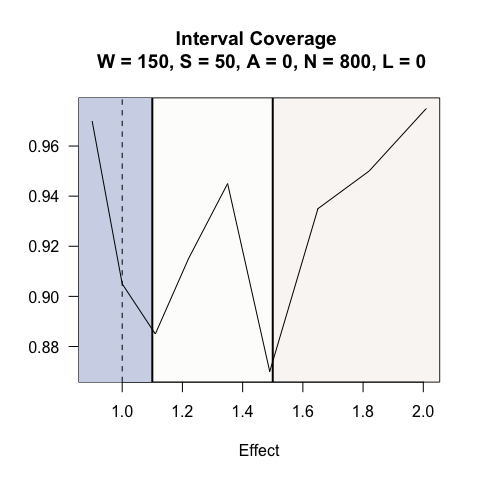 Interval Coverage
W = 150, S = 50, A = 0, N = 800, L = 0
0.96
0.94
0.92
0.90
0.88
1.0 1.2 1.4 1.6 1.8 2.0
Effect